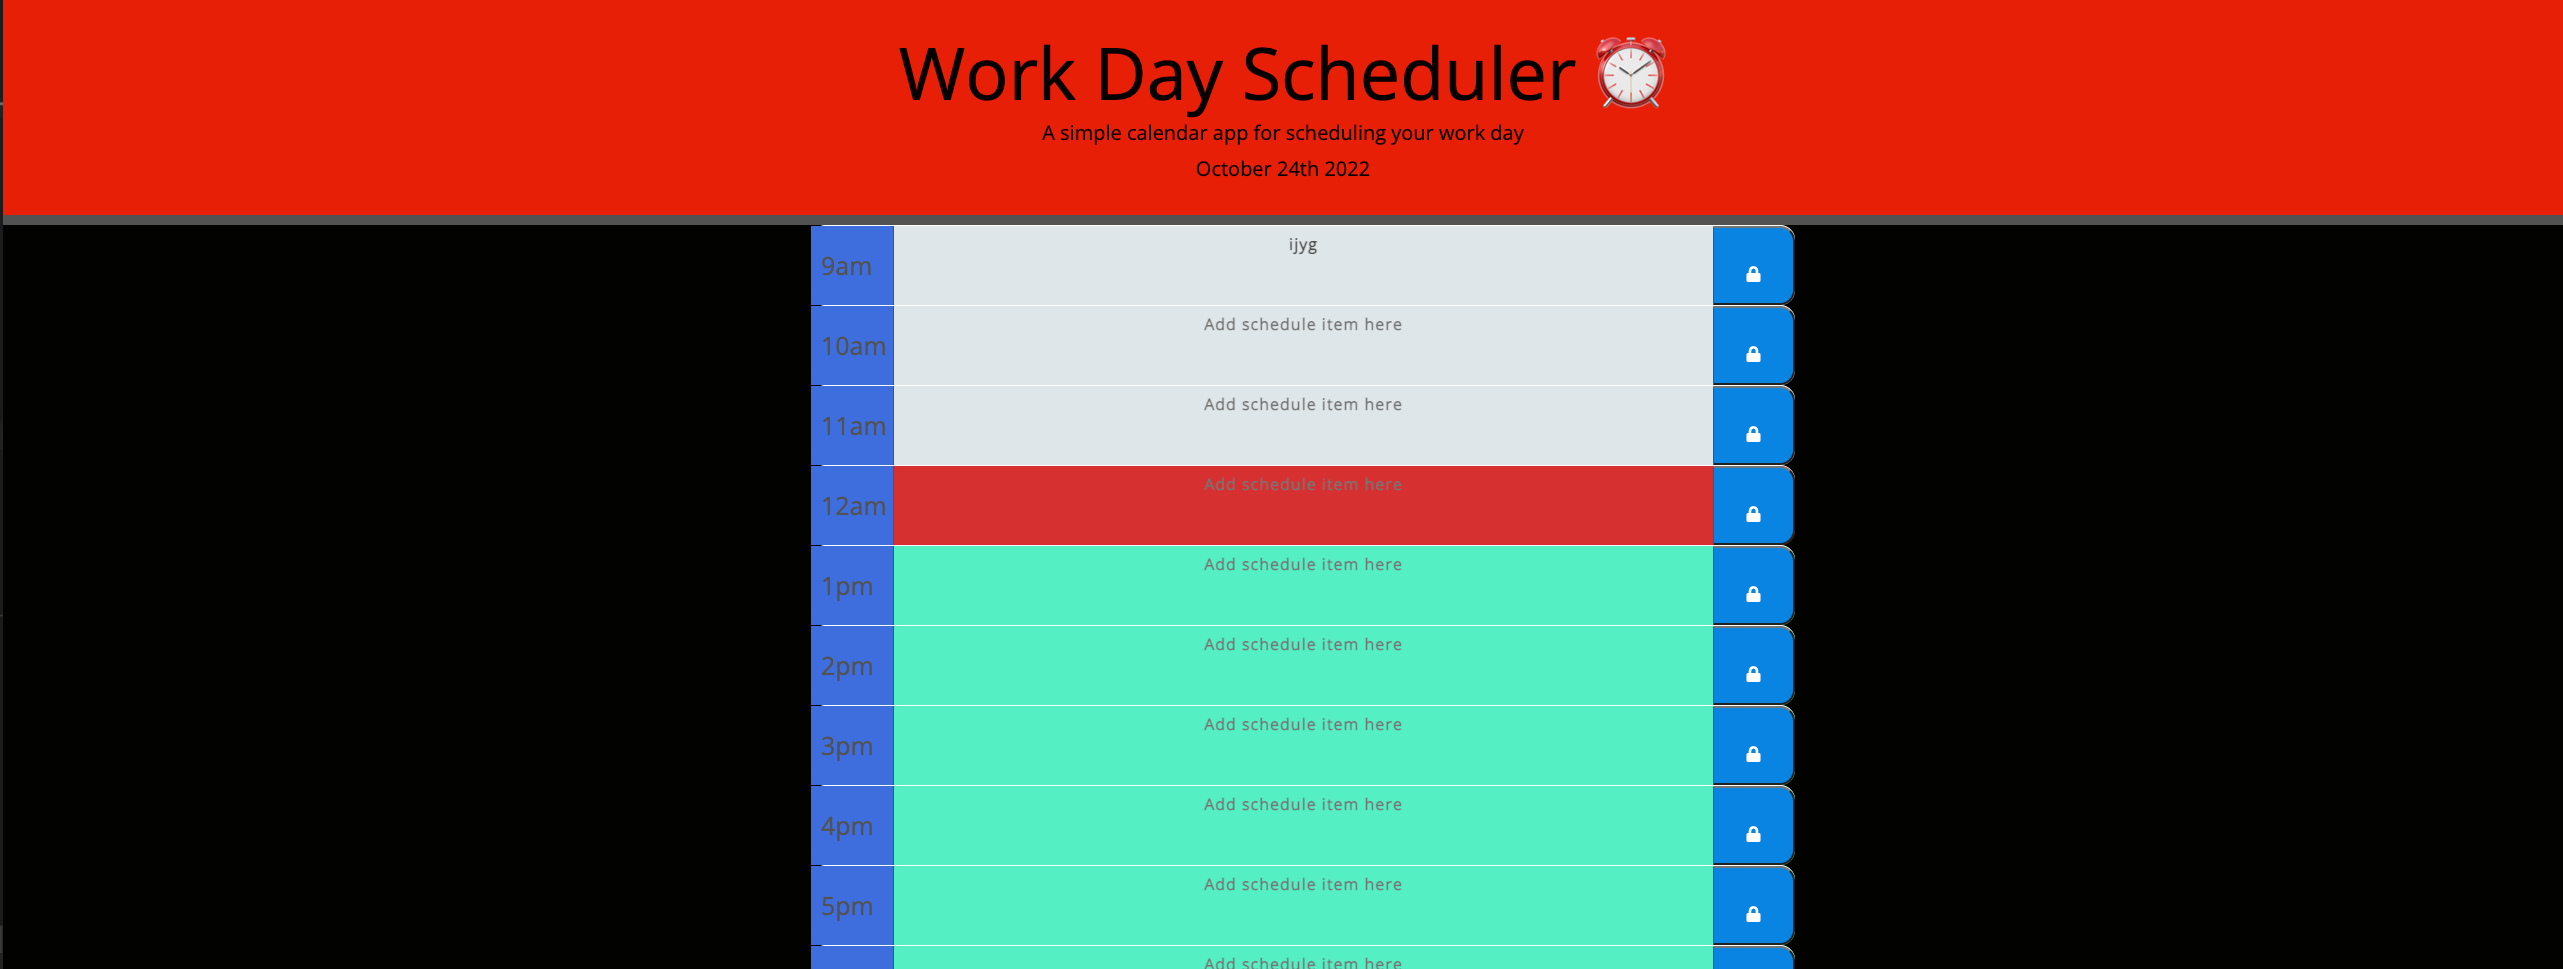 Work Day Scheduler
A simple calendar app for scheduling your work day
October 24th 2022
9am ijyg
10am Add schedule item here
11am Add schedule item here
12am Add schedule item here
1pm Add schedule item here
2pm Add schedule item here
3pm Add schedule item here
4pm Add schedule item here
5pm Add schedule item here
Add schedule item here